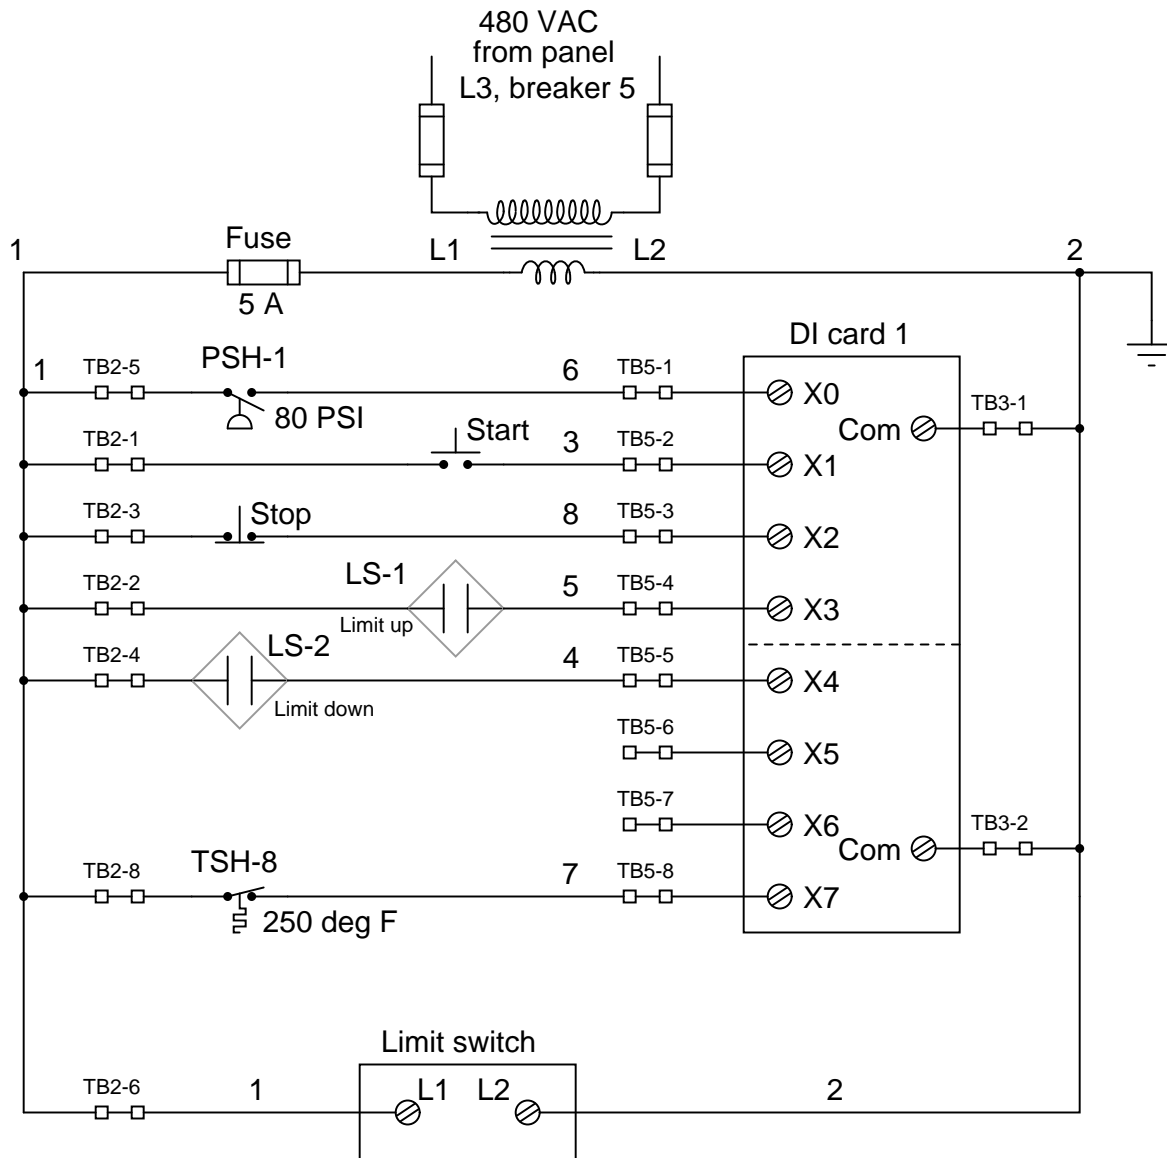 480 VAC
from panel
L3, breaker 5
1
Fuse
L1
L2
2
5 A
DI card 1
1
TB2-5
PSH-1
6
TB5-1
X0
TB3-1
80 PSI
Com
TB2-1
Start
3
TB5-2
X1
TB2-3
Stop
8
TB5-3
X2
TB2-2
LS-1
5
TB5-4
X3
Limit up
TB2-4
LS-2
4
TB5-5
X4
Limit down
TB5-6
X5
TB5-7
X6
TB3-2
Com
TB2-8
TSH-8
7
TB5-8
X7
250 deg F
Limit switch
TB2-6
1
L1
L2
2